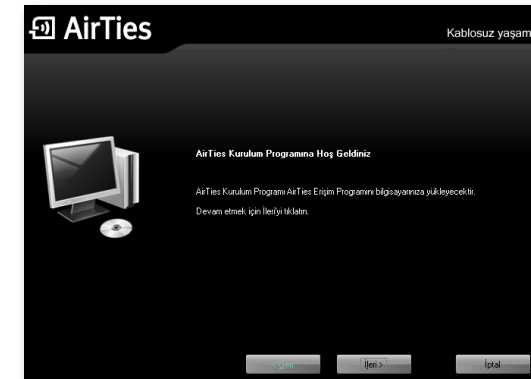 AirTies
Kablosuz yaşam
AirTies Kurulum Programına Hoş Geldiniz
AirTies Kurulum Programı AirTies Erişim Programını bilgisayarınıza yükleyecektir.
Devam etmek için İleri'yi tıklatın.
< Geri
İleri >
İptal